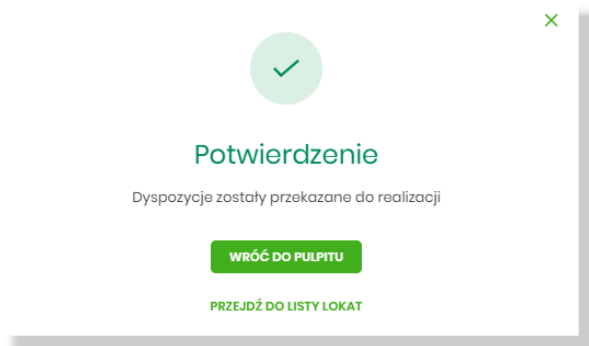 Potwierdzenie
Dyspozycje zostały przekazane do realizacji
WRÓĆ DO PULPITU
PRZEJDŹ DO LISTY LOKAT